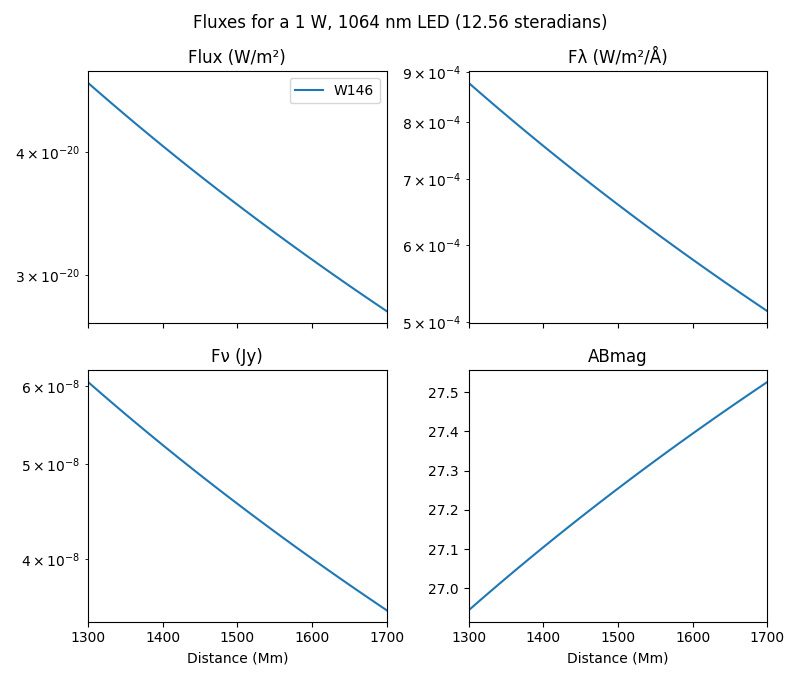 Fluxes for a 1 W, 1064 nm LED (12.56 steradians)
Flux (W/m²)
W146
4 × 10⁻²⁰
3 × 10⁻²⁰
Fλ (W/m²/Å)
9 × 10⁻⁴
8 × 10⁻⁴
7 × 10⁻⁴
6 × 10⁻⁴
5 × 10⁻⁴
Fν (Jy)
6 × 10⁻⁸
5 × 10⁻⁸
4 × 10⁻⁸
1300 1400 1500 1600 1700
Distance (Mm)
ABmag
27.5
27.4
27.3
27.2
27.1
27.0
1300 1400 1500 1600 1700
Distance (Mm)